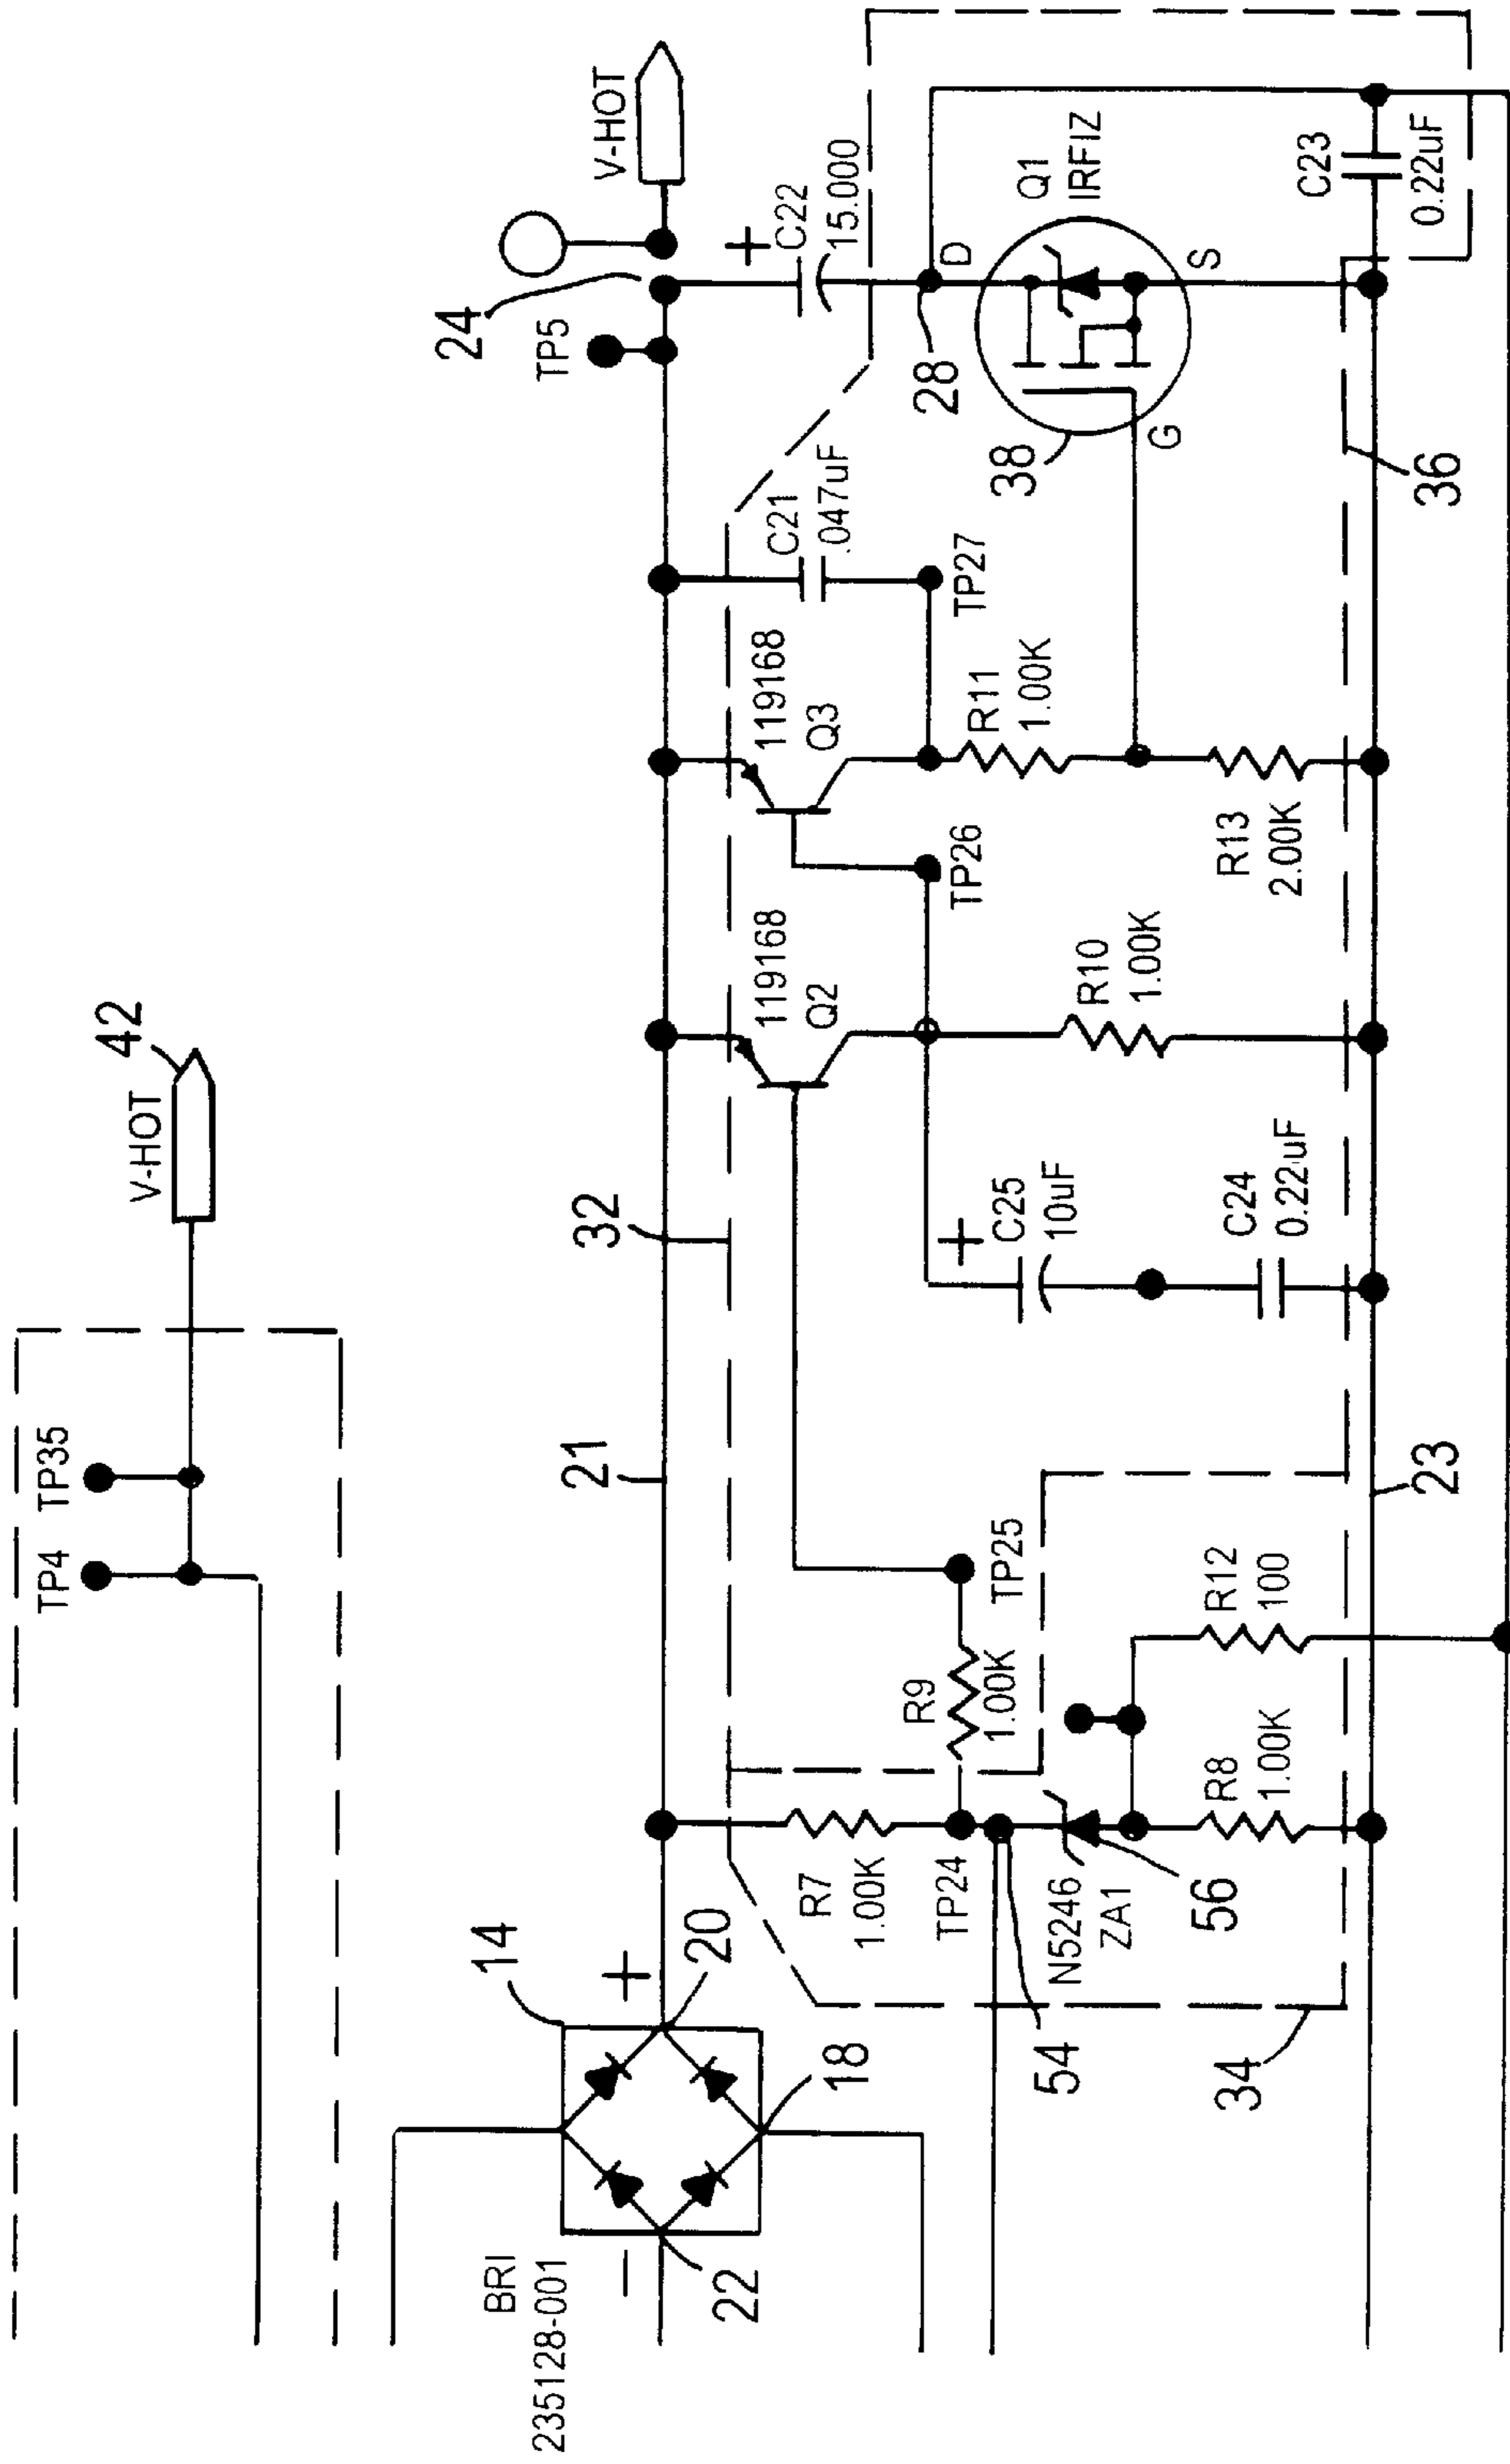 TP4
TP35
V-HOT
42
BRI
235128-001
14
+
20
−
22
18
21
32
24
TP5
V-HOT
R7
1.00K
TP24
54
N5246
ZA1
56
34
R9
1.00K
TP25
R8
1.00K
R12
100
23
+
C25
10uF
C24
0.22uF
119168
Q2
R10
1.00K
TP26
119168
Q3
R11
1.00K
R13
2.00K
C21
.047uF
TP27
+
C22
15.000
28
D
38
G
S
Q1
IRFIZ
36
C23
0.22uF